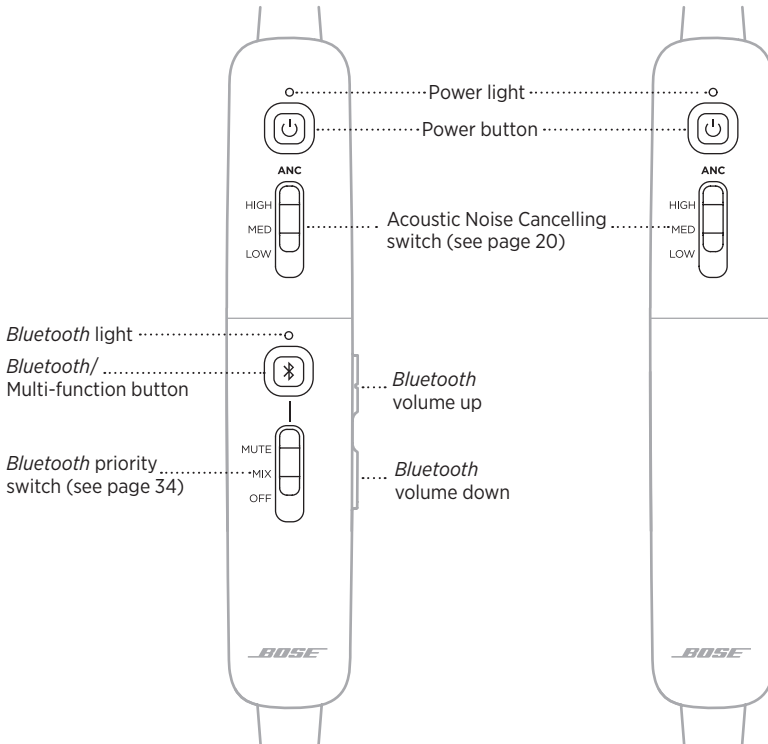 Power light
Power button
ANC
ANC
HIGH
MED
LOW
Acoustic Noise Cancelling
switch (see page 20)
HIGH
MED
LOW
Bluetooth light
Bluetooth/
Multi-function button
Bluetooth
volume up
Bluetooth priority
switch (see page 34)
MUTE
MIX
OFF
Bluetooth
volume down
BOSE
BOSE